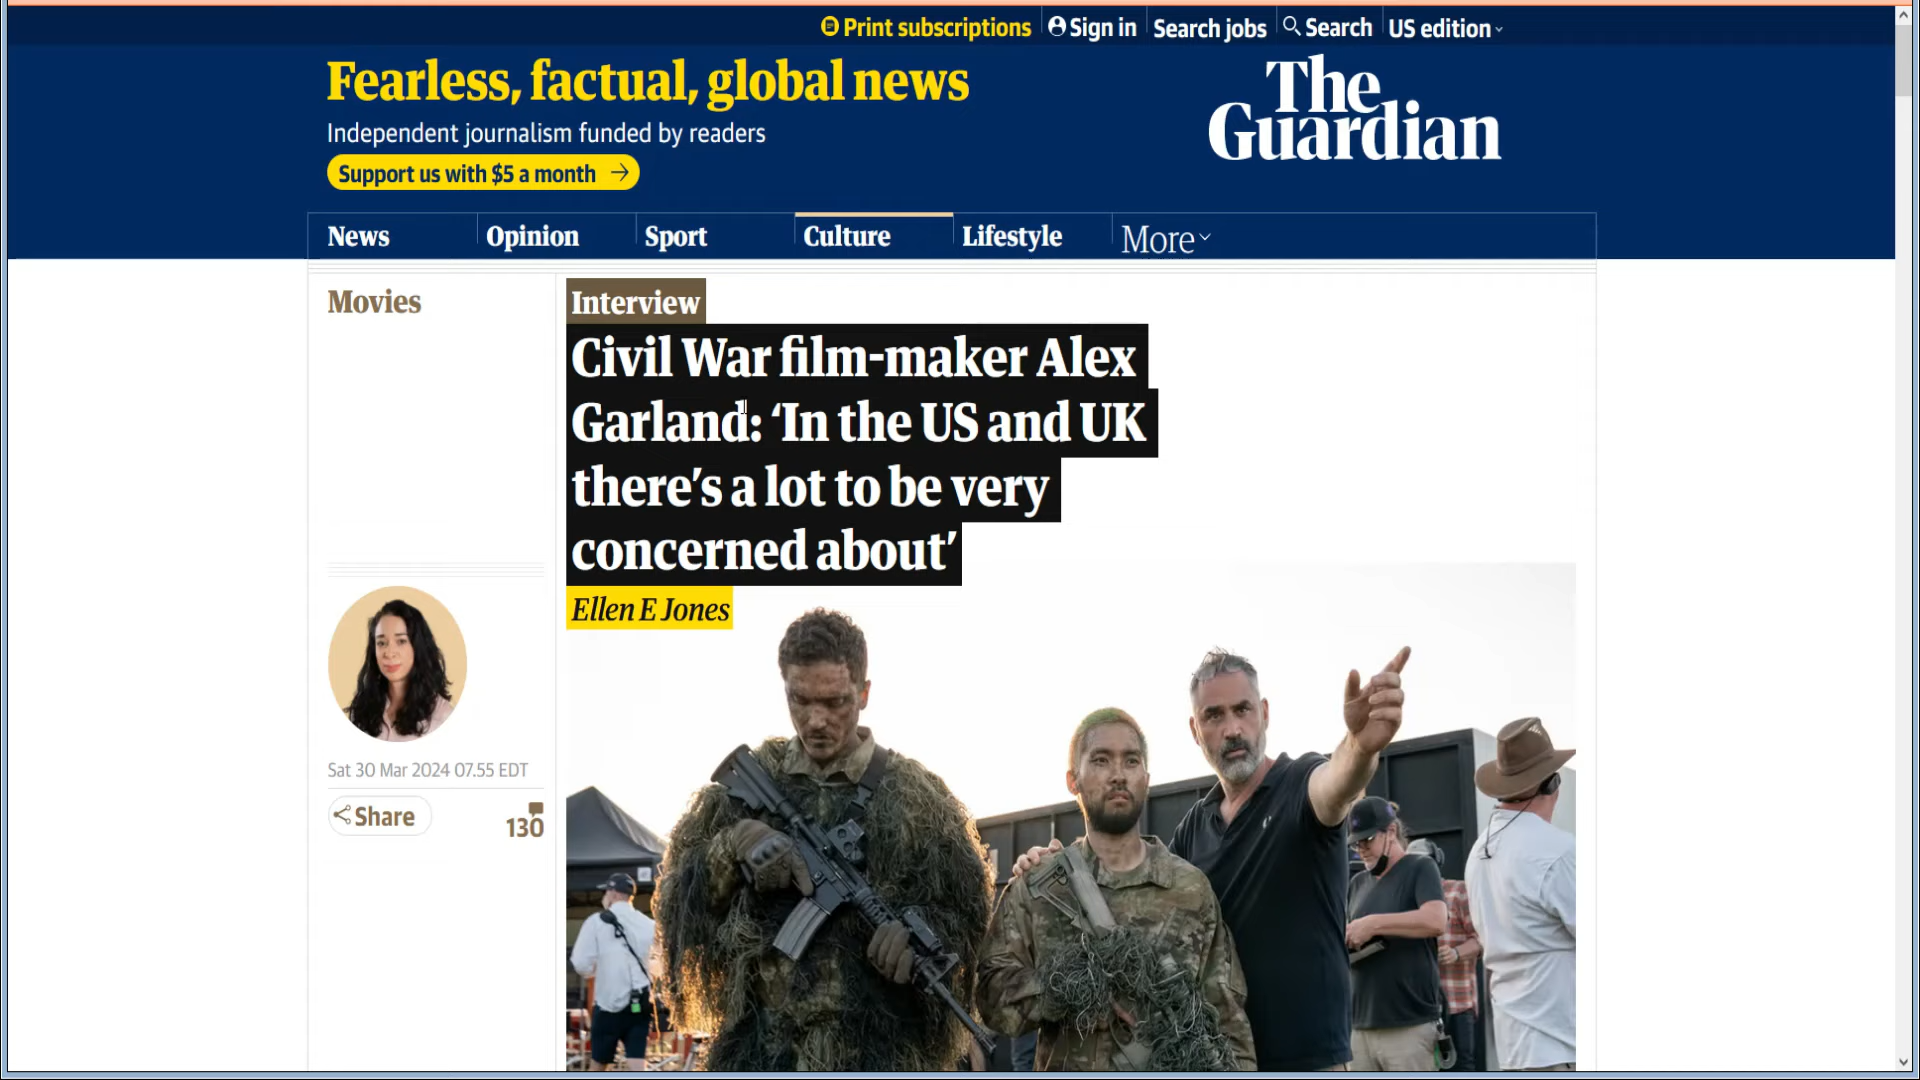 Print subscriptions
Sign in
Search jobs
Search
US edition
Fearless, factual, global news
Independent journalism funded by readers
Support us with $5 a month
The
Guardian
News
Opinion
Sport
Culture
Lifestyle
More
Movies
Interview
Civil War film-maker Alex
Garland: ‘In the US and UK
there’s a lot to be very
concerned about’
Ellen E Jones
Sat 30 Mar 2024 07.55 EDT
Share
130